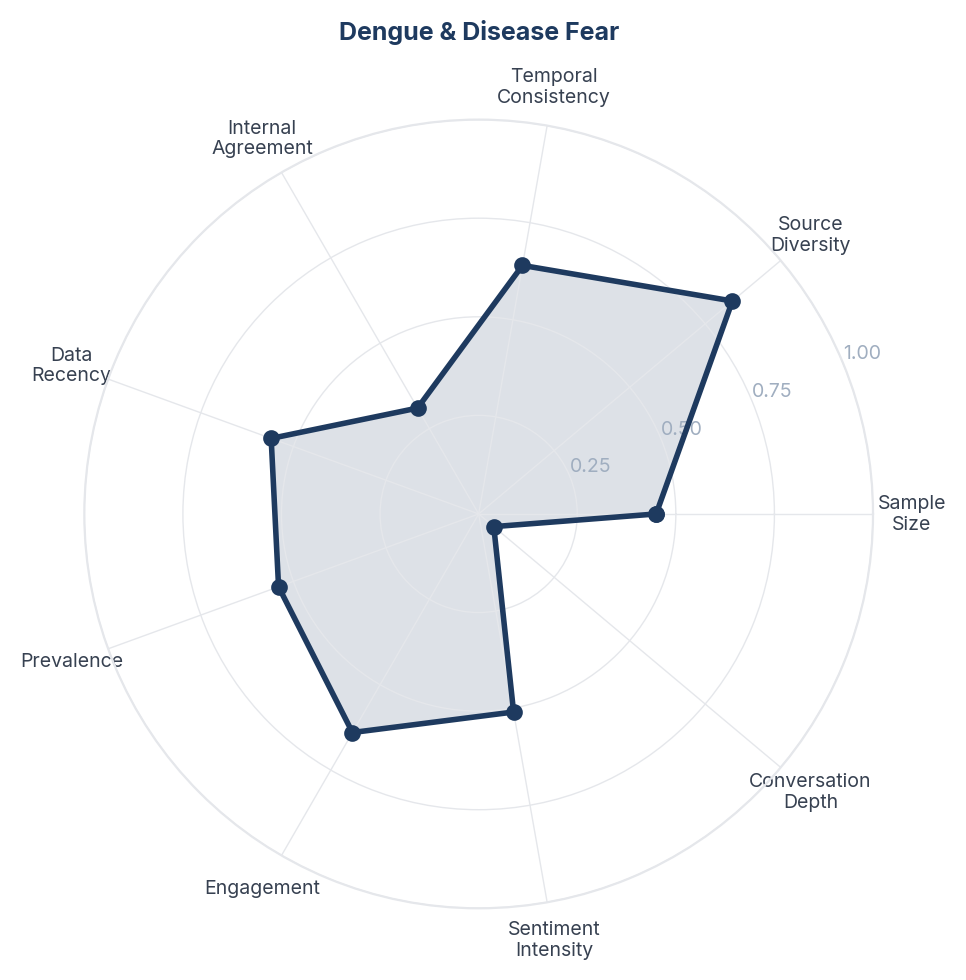 Dengue & Disease Fear
Temporal
Consistency
Internal
Agreement
Source
Diversity
Data
Recency
1.00
0.75
0.50
0.25
Sample
Size
Prevalence
Conversation
Depth
Engagement
Sentiment
Intensity